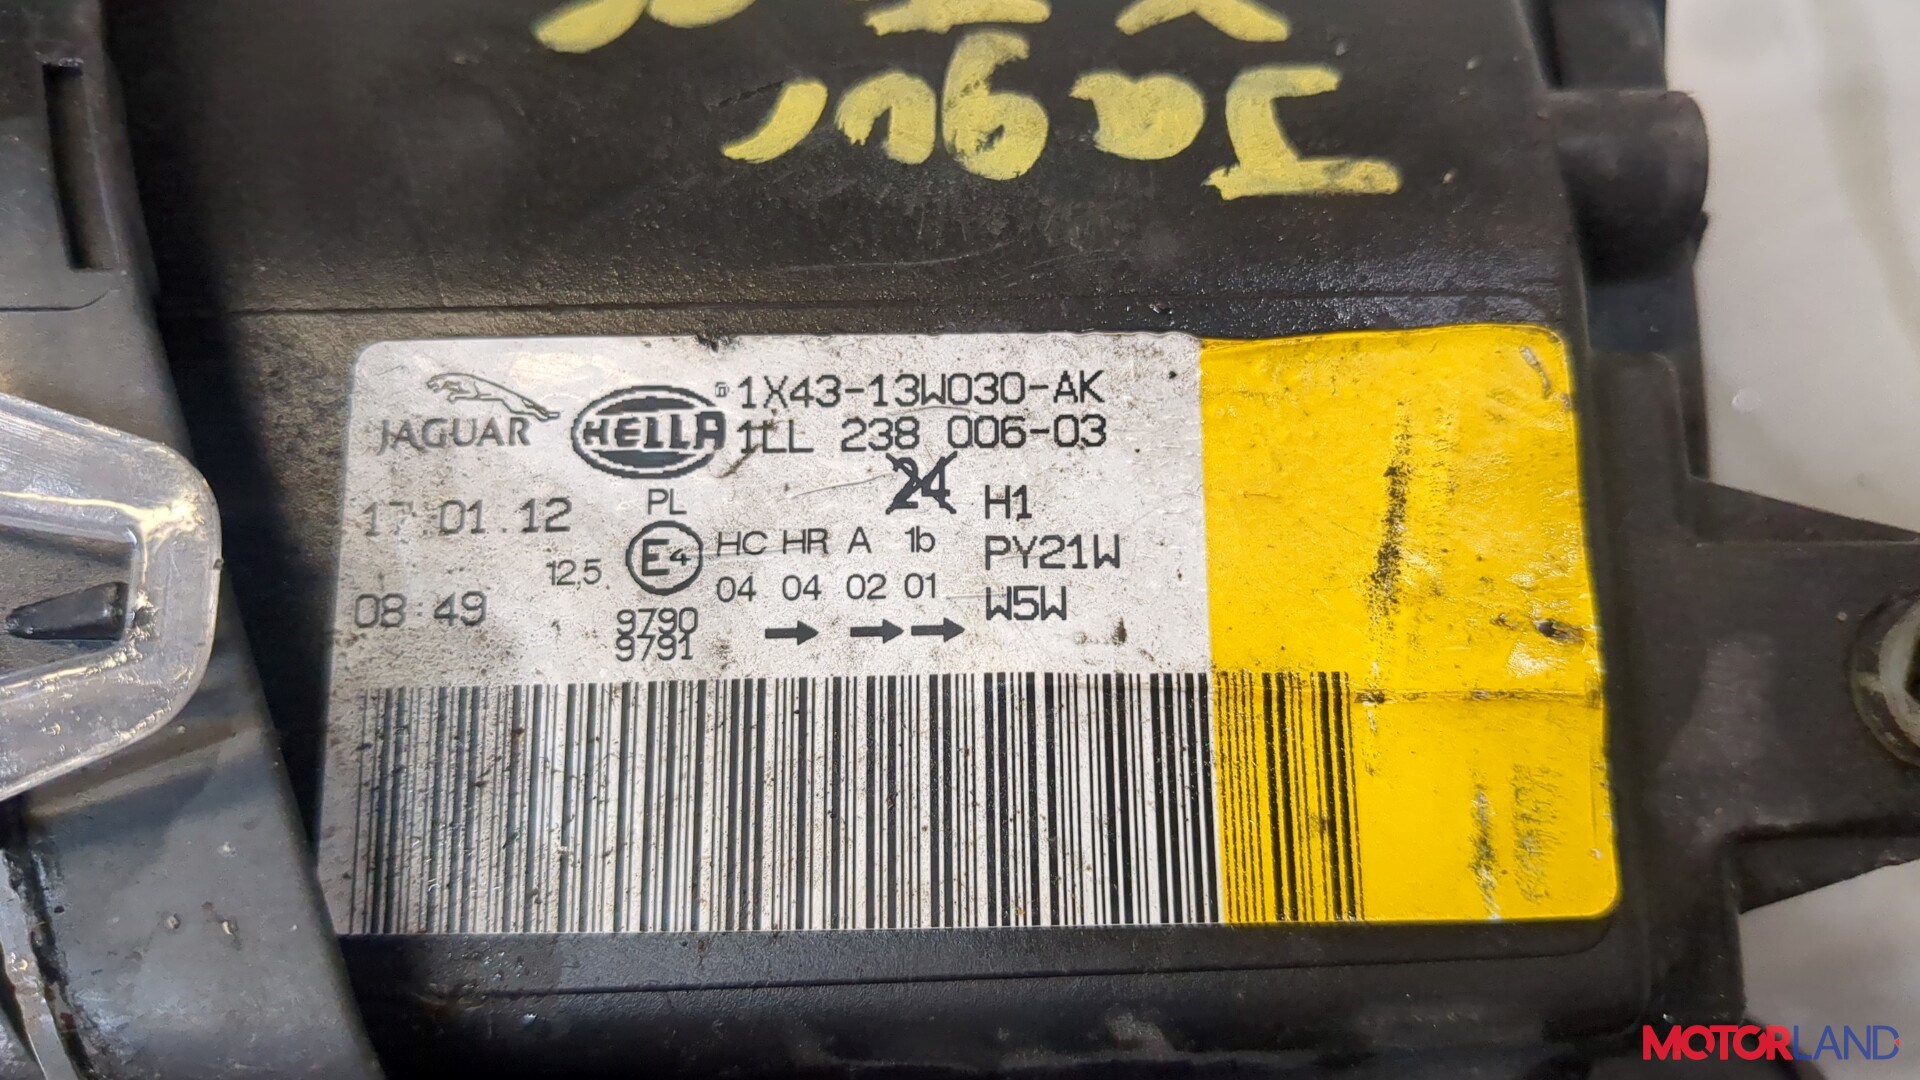 Jagur
JAGUAR
HELLA
1X43-13W030-AK
1LL 238 006-03
24
H1
17.01.12
PL
12,5
E4
HC HR A 1b
PY21W
08:49
04 04 02 01
W5W
9790
9791
MOTORLAND